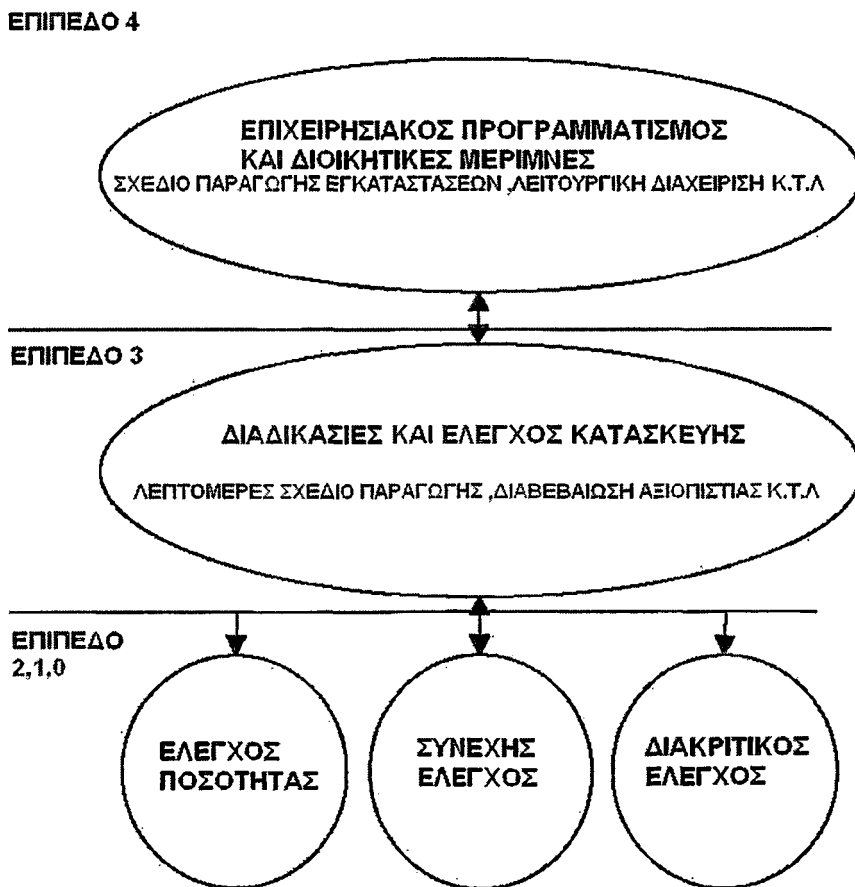 ΕΠΙΠΕΔΟ 4
ΕΠΙΧΕΙΡΗΣΙΑΚΟΣ ΠΡΟΓΡΑΜΜΑΤΙΣΜΟΣ
ΚΑΙ ΔΙΟΙΚΗΤΙΚΕΣ ΜΕΡΙΜΝΕΣ
ΣΧΕΔΙΟ ΠΑΡΑΓΩΓΗΣ ΕΓΚΑΤΑΣΤΑΣΕΩΝ ,ΛΕΙΤΟΥΡΓΙΚΗ ΔΙΑΧΕΙΡΙΣΗ Κ.Τ.Λ
ΕΠΙΠΕΔΟ 3
ΔΙΑΔΙΚΑΣΙΕΣ ΚΑΙ ΕΛΕΓΧΟΣ ΚΑΤΑΣΚΕΥΗΣ
ΛΕΠΤΟΜΕΡΕΣ ΣΧΕΔΙΟ ΠΑΡΑΓΩΓΗΣ ,ΔΙΑΒΕΒΑΙΩΣΗ ΑΞΙΟΠΙΣΤΙΑΣ Κ.Τ.Λ
ΕΠΙΠΕΔΟ
2,1,0
ΕΛΕΓΧΟΣ
ΠΟΣΟΤΗΤΑΣ
ΣΥΝΕΧΗΣ
ΕΛΕΓΧΟΣ
ΔΙΑΚΡΙΤΙΚΟΣ
ΕΛΕΓΧΟΣ